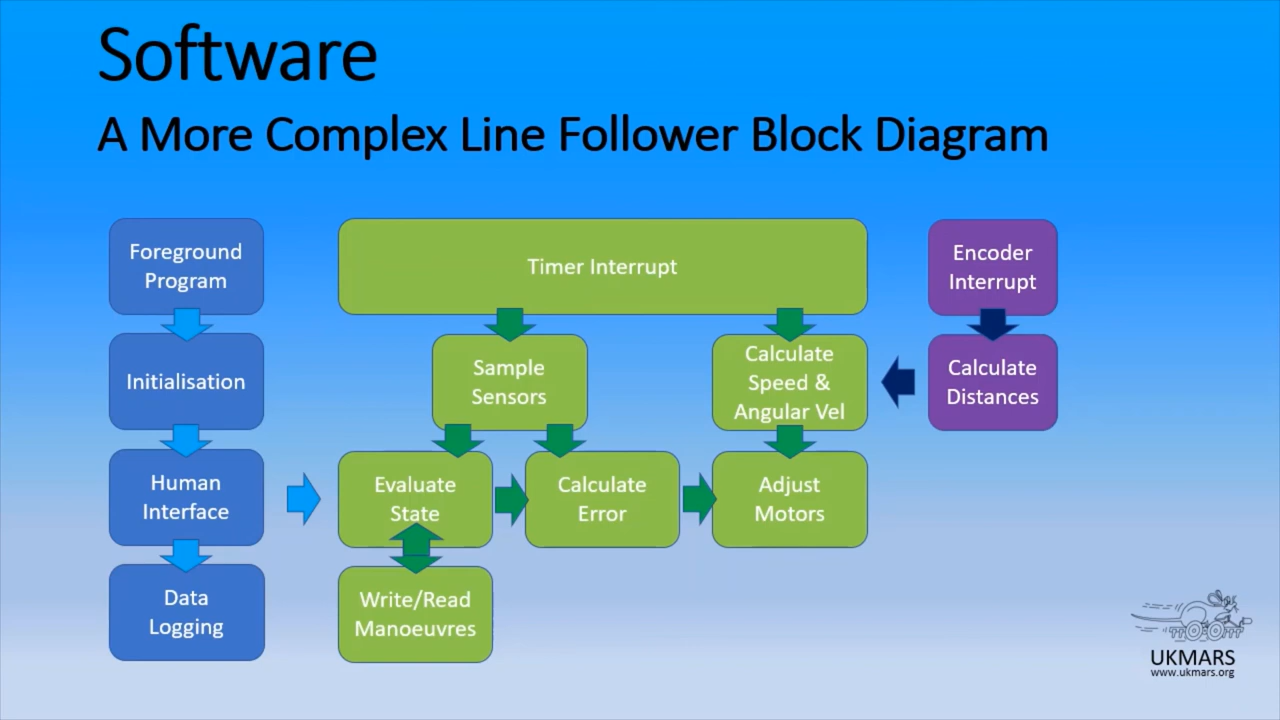 Software
A More Complex Line Follower Block Diagram
Foreground
Program
Timer Interrupt
Encoder
Interrupt
Initialisation
Sample
Sensors
Calculate
Speed &
Angular Vel
Calculate
Distances
Human
Interface
Evaluate
State
Calculate
Error
Adjust
Motors
Data
Logging
Write/Read
Manoeuvres
UKMARS
www.ukmars.org